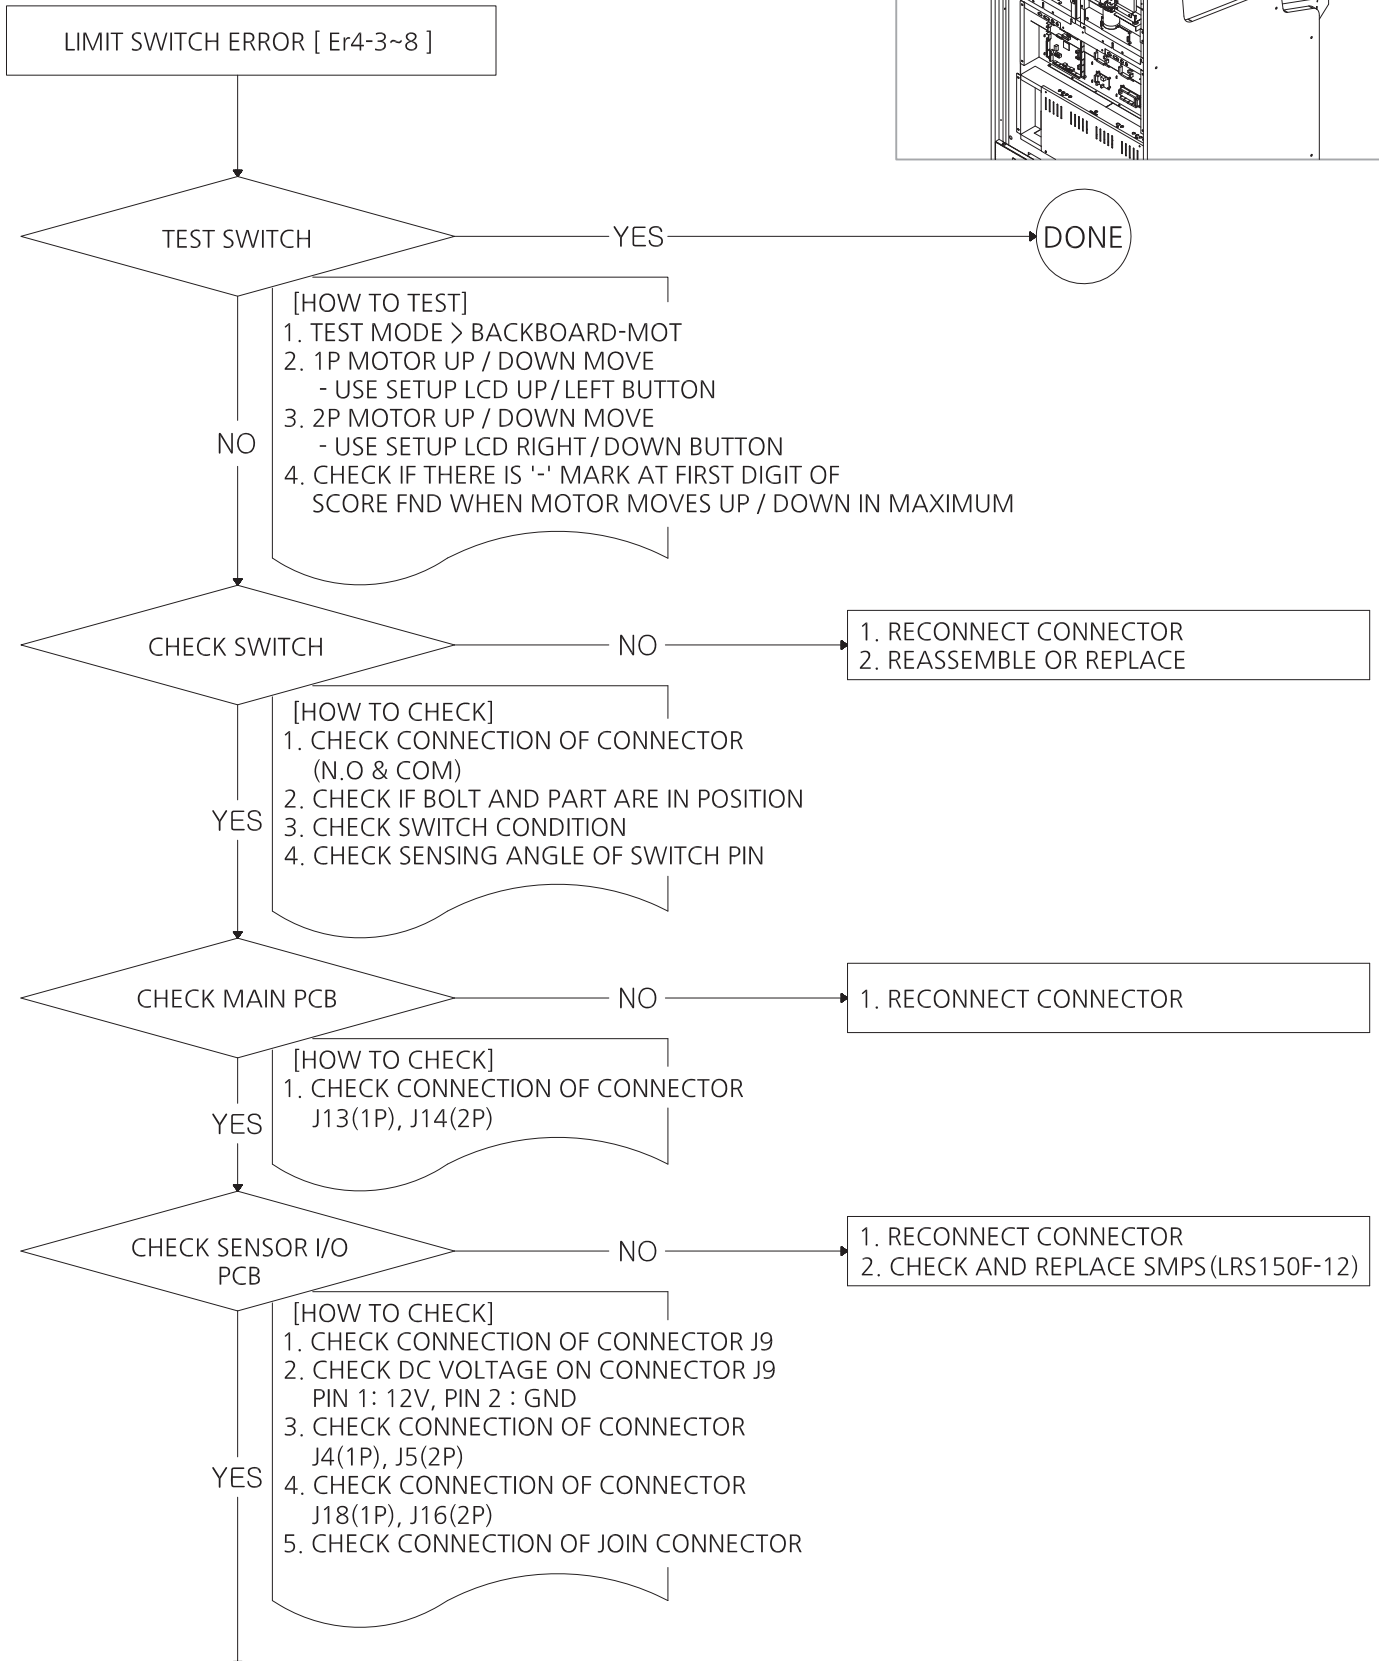 LIMIT SWITCH ERROR [ Er4-3~8 ]
TEST SWITCH
YES
DONE
[HOW TO TEST]
1. TEST MODE > BACKBOARD-MOT
2. 1P MOTOR UP / DOWN MOVE
- USE SETUP LCD UP/LEFT BUTTON
3. 2P MOTOR UP / DOWN MOVE
- USE SETUP LCD RIGHT/DOWN BUTTON
4. CHECK IF THERE IS '-' MARK AT FIRST DIGIT OF
SCORE FND WHEN MOTOR MOVES UP / DOWN IN MAXIMUM
NO
CHECK SWITCH
NO
1. RECONNECT CONNECTOR
2. REASSEMBLE OR REPLACE
[HOW TO CHECK]
1. CHECK CONNECTION OF CONNECTOR
(N.O & COM)
2. CHECK IF BOLT AND PART ARE IN POSITION
3. CHECK SWITCH CONDITION
4. CHECK SENSING ANGLE OF SWITCH PIN
YES
CHECK MAIN PCB
NO
1. RECONNECT CONNECTOR
[HOW TO CHECK]
1. CHECK CONNECTION OF CONNECTOR
J13(1P), J14(2P)
YES
CHECK SENSOR I/O
PCB
NO
1. RECONNECT CONNECTOR
2. CHECK AND REPLACE SMPS(LRS150F-12)
[HOW TO CHECK]
1. CHECK CONNECTION OF CONNECTOR J9
2. CHECK DC VOLTAGE ON CONNECTOR J9
PIN 1: 12V, PIN 2 : GND
3. CHECK CONNECTION OF CONNECTOR
J4(1P), J5(2P)
4. CHECK CONNECTION OF CONNECTOR
J18(1P), J16(2P)
5. CHECK CONNECTION OF JOIN CONNECTOR
YES